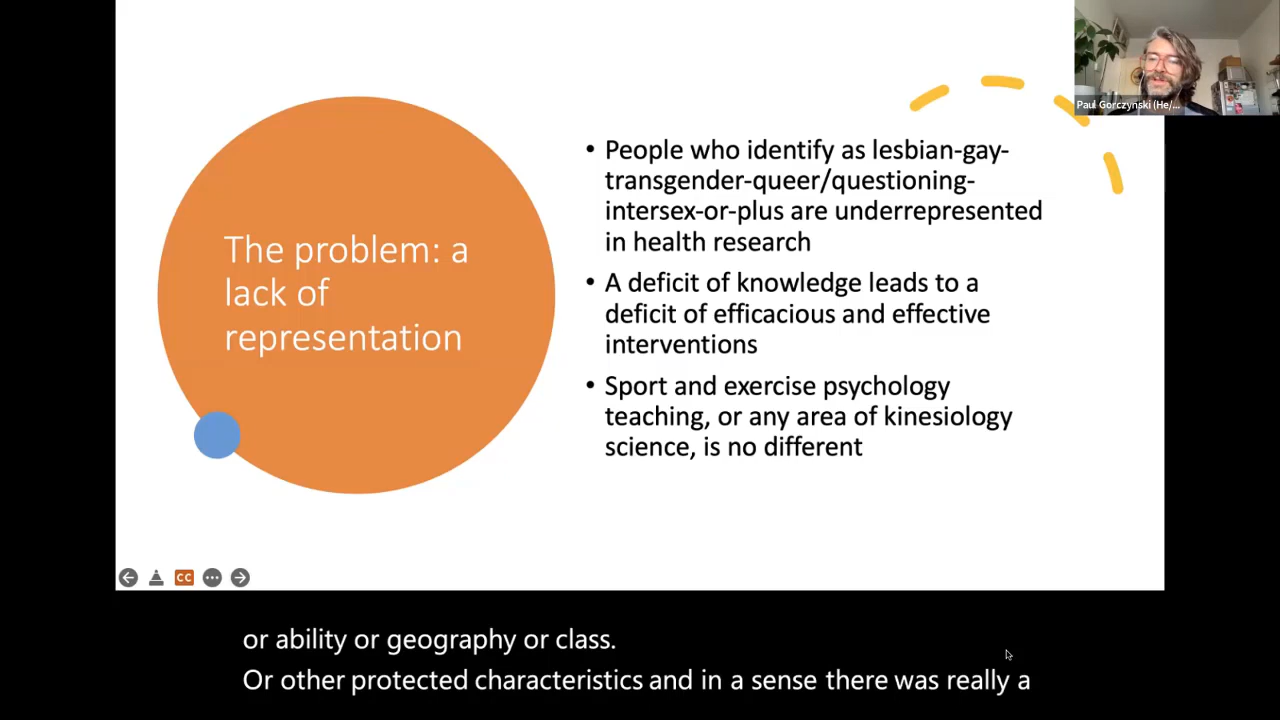 Paul Gorczynski (He/...
The problem: a
lack of
representation
• People who identify as lesbian-gay-
transgender-queer/questioning-
intersex-or-plus are underrepresented
in health research
• A deficit of knowledge leads to a
deficit of efficacious and effective
interventions
• Sport and exercise psychology
teaching, or any area of kinesiology
science, is no different
CC
or ability or geography or class.
Or other protected characteristics and in a sense there was really a